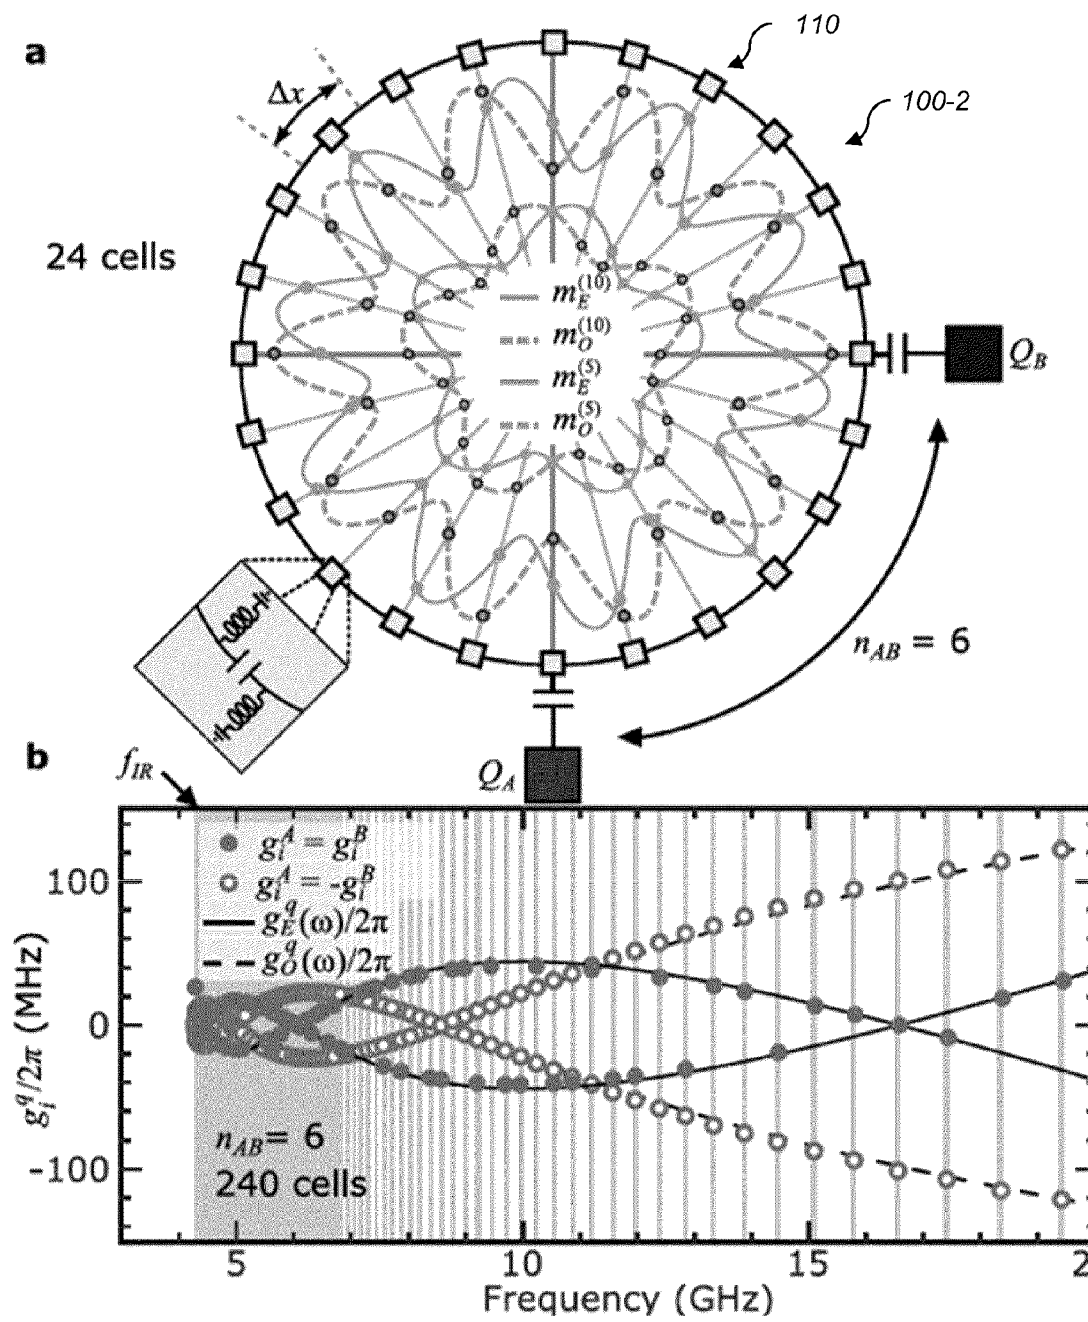 a
110
100-2
Δx
24 cells
m_E^(10)
m_O^(10)
m_E^(5)
m_O^(5)
Q_B
n_AB = 6
Q_A
b
f_IR
g_i^A = g_i^B
g_i^A = -g_i^B
g_E^q(ω)/2π
g_O^q(ω)/2π
100
0
-100
g_i^q/2π (MHz)
n_AB = 6
240 cells
5 10 15 2
Frequency (GHz)